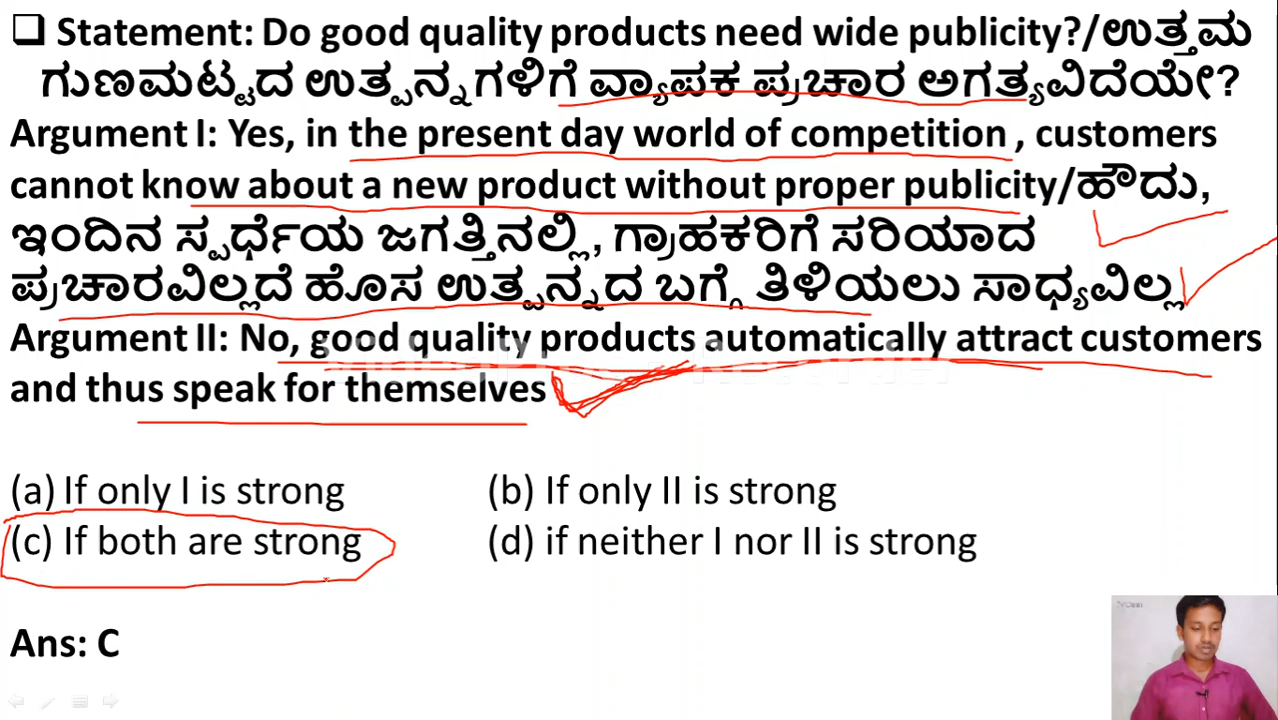 ❑ Statement: Do good quality products need wide publicity?/ಉತ್ತಮ
ಗುಣಮಟ್ಟದ ಉತ್ಪನ್ನಗಳಿಗೆ ವ್ಯಾಪಕ ಪ್ರಚಾರ ಅಗತ್ಯವಿದೆಯೇ?
Argument I: Yes, in the present day world of competition , customers
cannot know about a new product without proper publicity/ಹೌದು,
ಇಂದಿನ ಸ್ಪರ್ಧೆಯ ಜಗತ್ತಿನಲ್ಲಿ, ಗ್ರಾಹಕರಿಗೆ ಸರಿಯಾದ
ಪ್ರಚಾರವಿಲ್ಲದೆ ಹೊಸ ಉತ್ಪನ್ನದ ಬಗ್ಗೆ ತಿಳಿಯಲು ಸಾಧ್ಯವಿಲ್ಲ
Argument II: No, good quality products automatically attract customers
and thus speak for themselves
(a) If only I is strong (b) If only II is strong
(c) If both are strong (d) if neither I nor II is strong
Ans: C